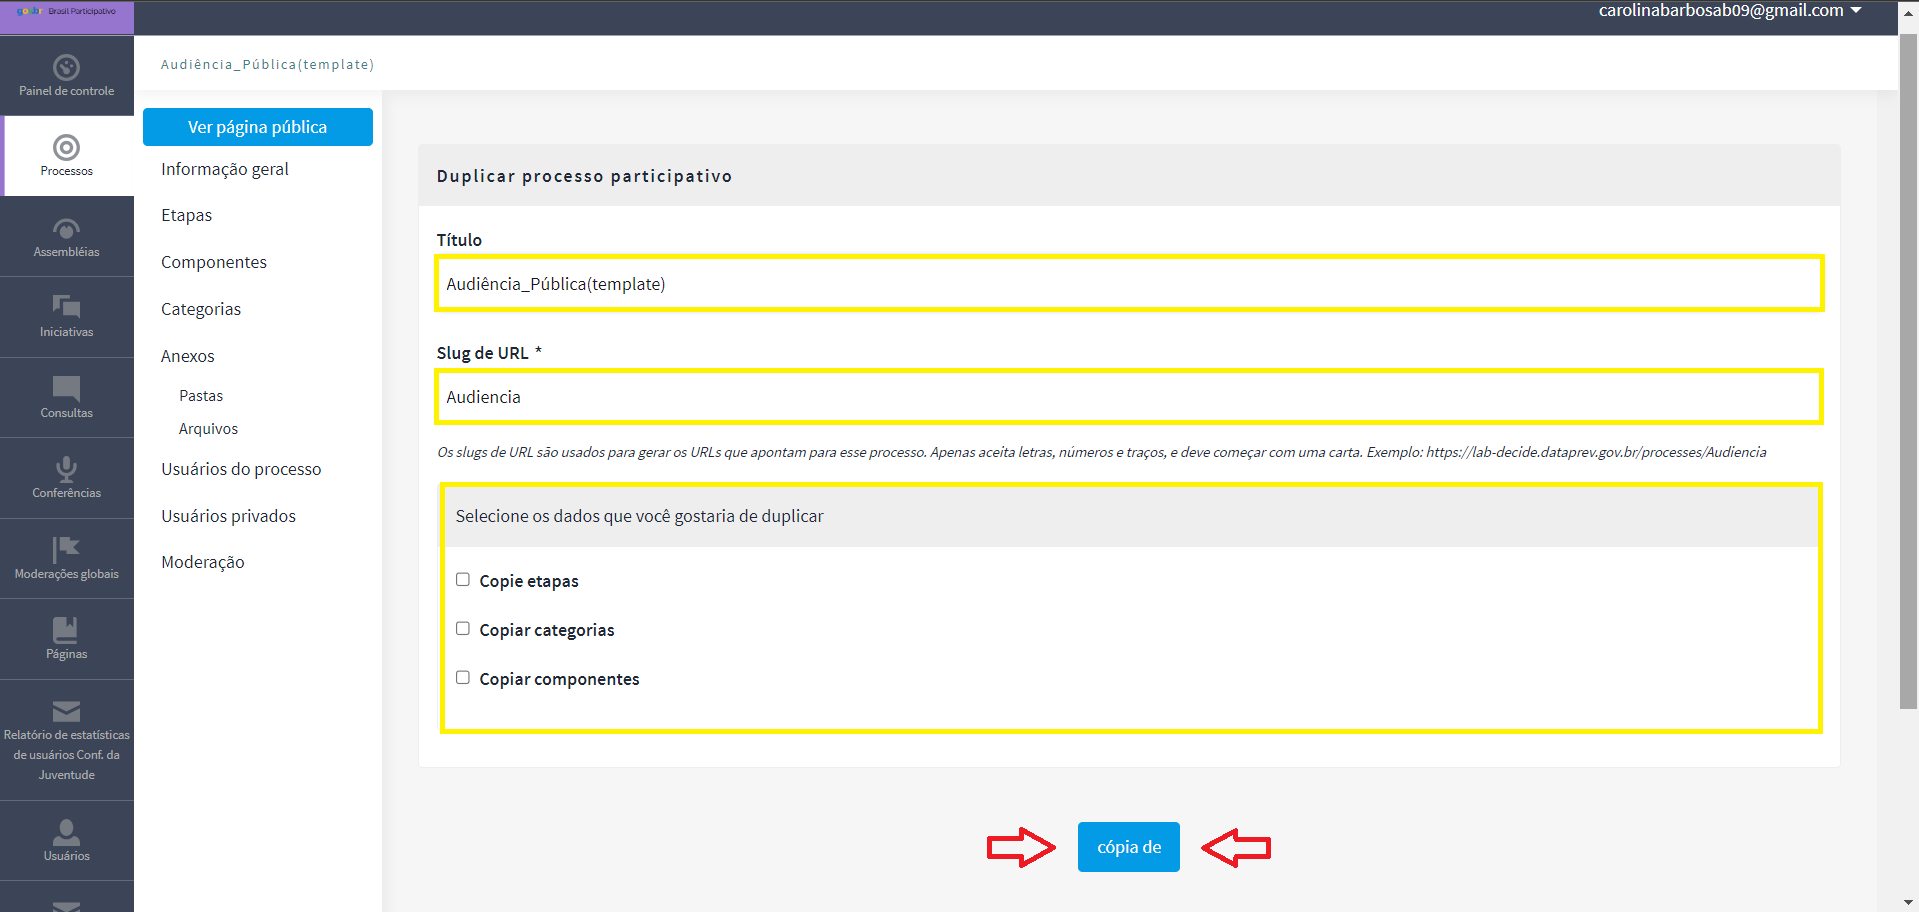 gov.br Brasil Participativo
carolinabarbosab09@gmail.com
Painel de controle
Processos
Assembléias
Iniciativas
Consultas
Conferências
Moderações globais
Páginas
Relatório de estatísticas
de usuários Conf. da
Juventude
Usuários
Audiência_Pública(template)
Ver página pública
Informação geral
Etapas
Componentes
Categorias
Anexos
Pastas
Arquivos
Usuários do processo
Usuários privados
Moderação
Duplicar processo participativo
Título
Audiência_Pública(template)
Slug de URL *
Audiencia
Os slugs de URL são usados para gerar os URLs que apontam para esse processo. Apenas aceita letras, números e traços, e deve começar com uma carta. Exemplo: https://lab-decide.dataprev.gov.br/processes/Audiencia
Selecione os dados que você gostaria de duplicar
Copie etapas
Copiar categorias
Copiar componentes
cópia de